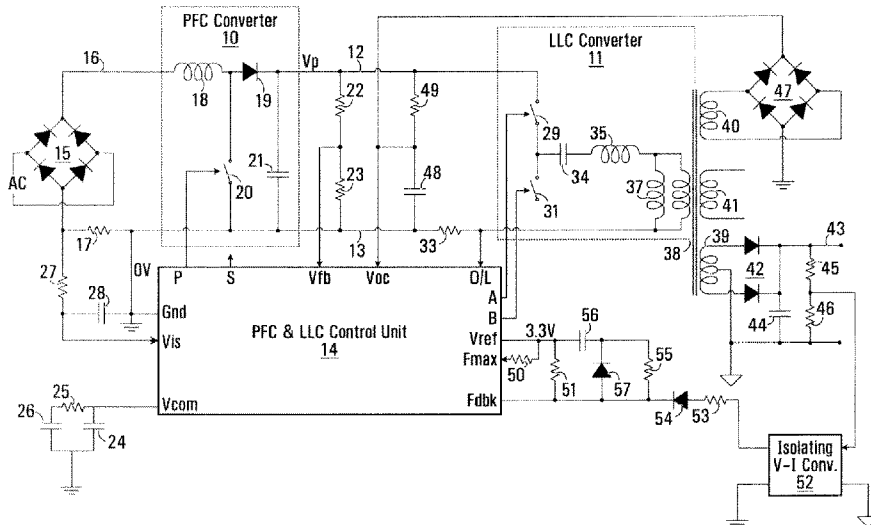 PFC Converter
10
LLC Converter
11
16
18
19
Vp
12
22
49
47
15
AC
20
21
23
48
29
34
35
31
37
40
41
38
39
43
42
45
46
44
17
13
33
27
28
0V
P
S
Vfb
Voc
O/L
A
B
Gnd
Vis
PFC & LLC Control Unit
14
Vref
Fmax
3.3V
50
51
56
57
55
Vcom
Fdbk
54
53
25
26
24
Isolating
V-I Conv.
52